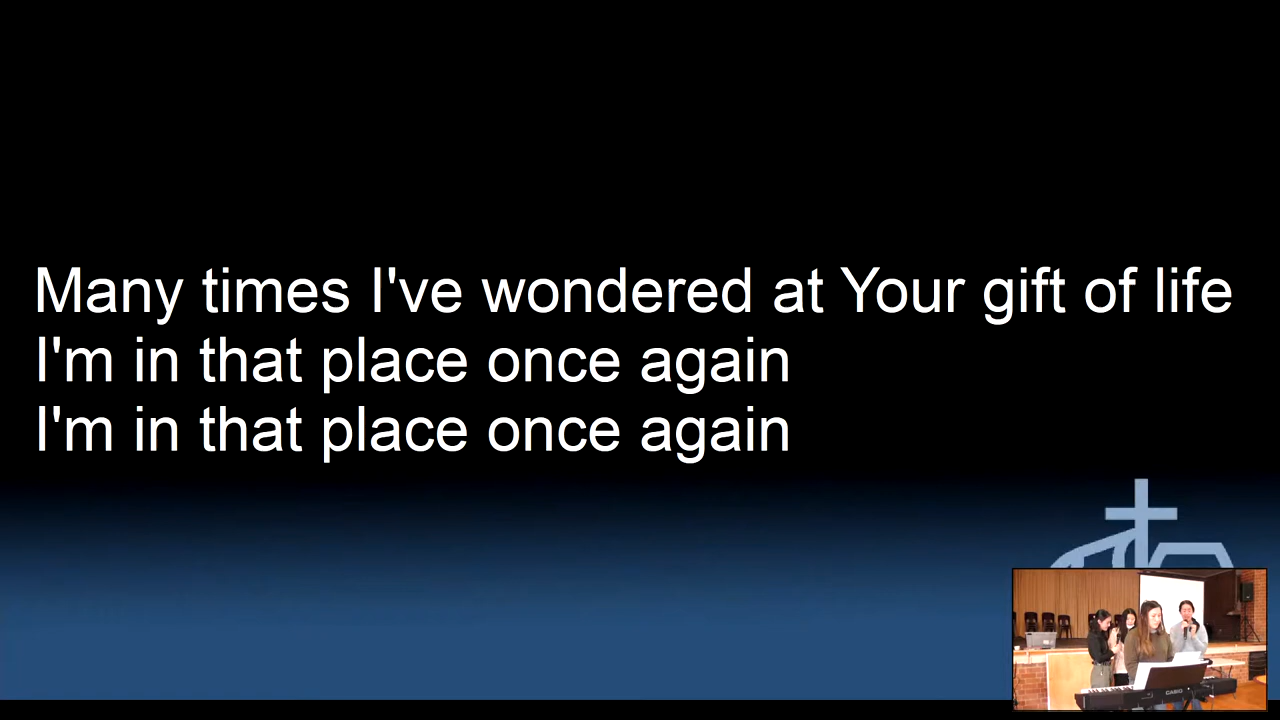 Many times I've wondered at Your gift of life
I'm in that place once again
I'm in that place once again
CASIO